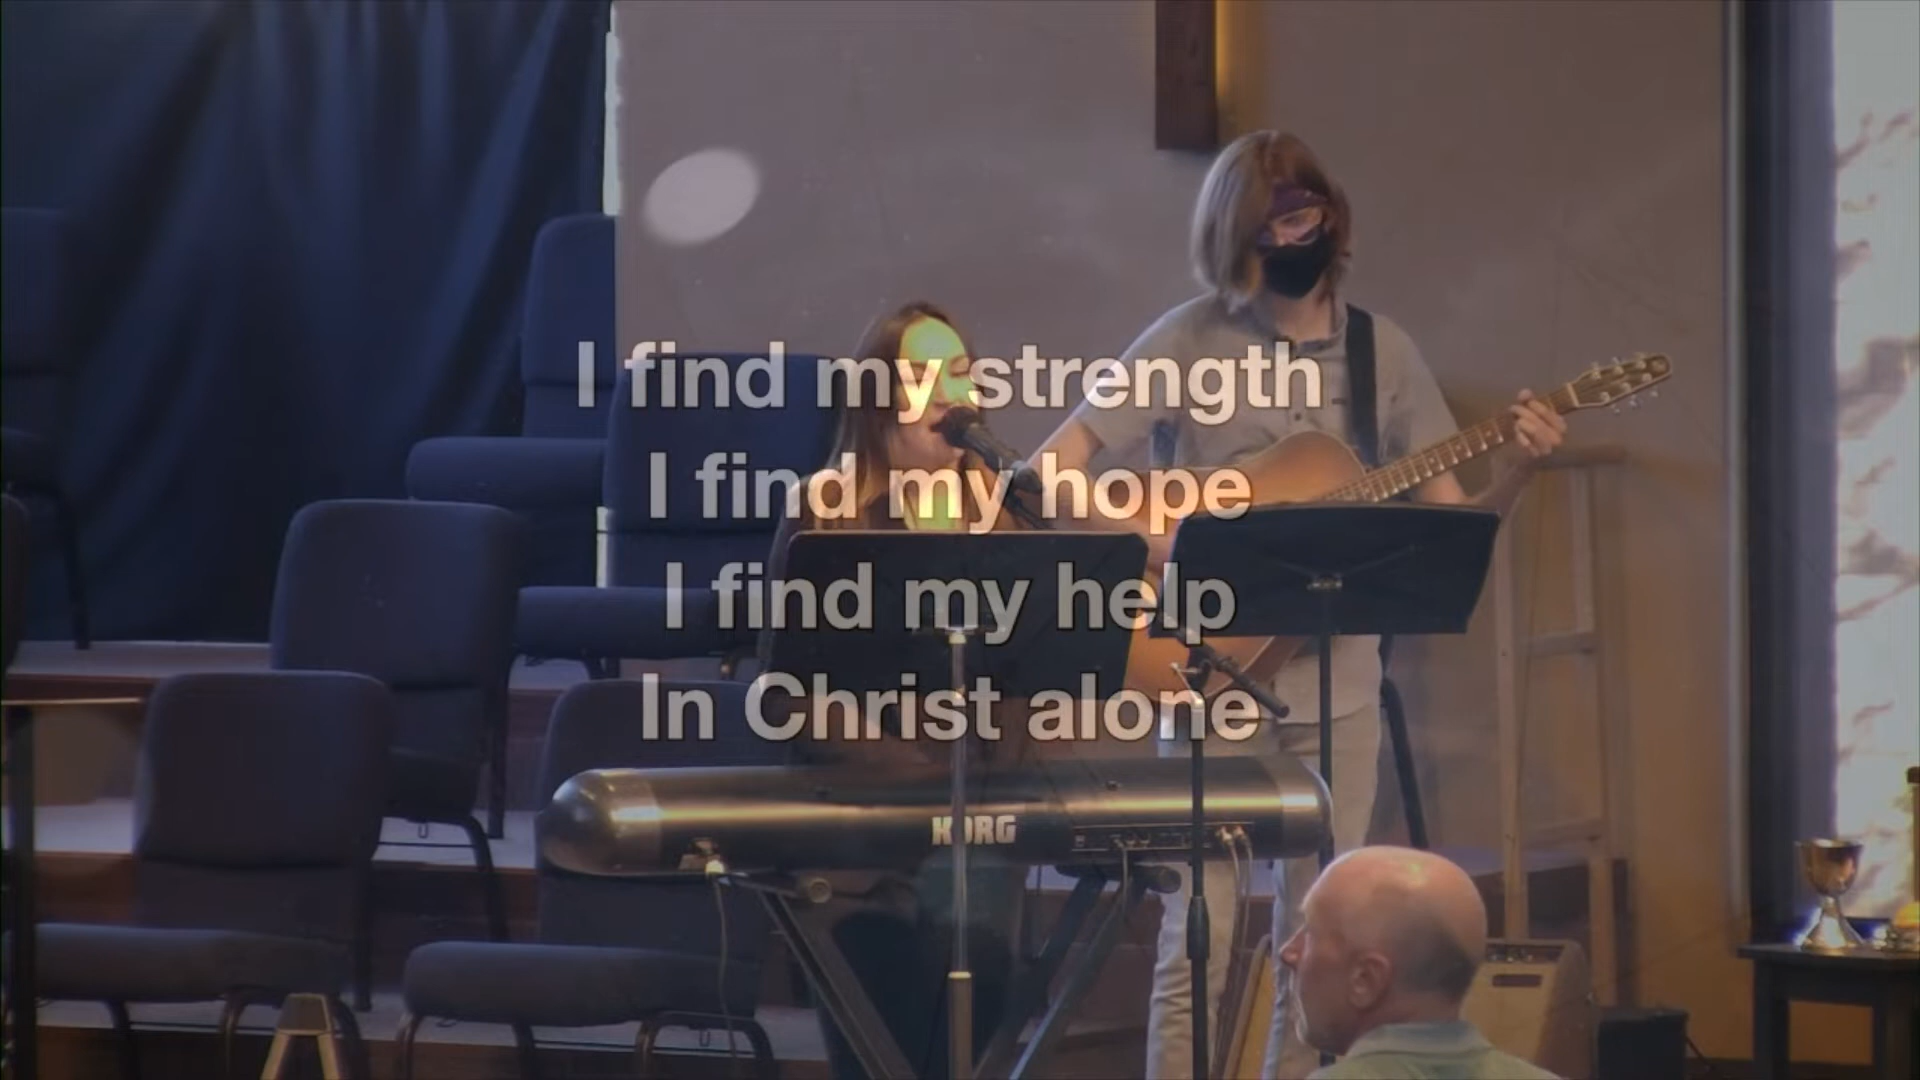 I find my strength
I find my hope
I find my help
In Christ alone
KORG